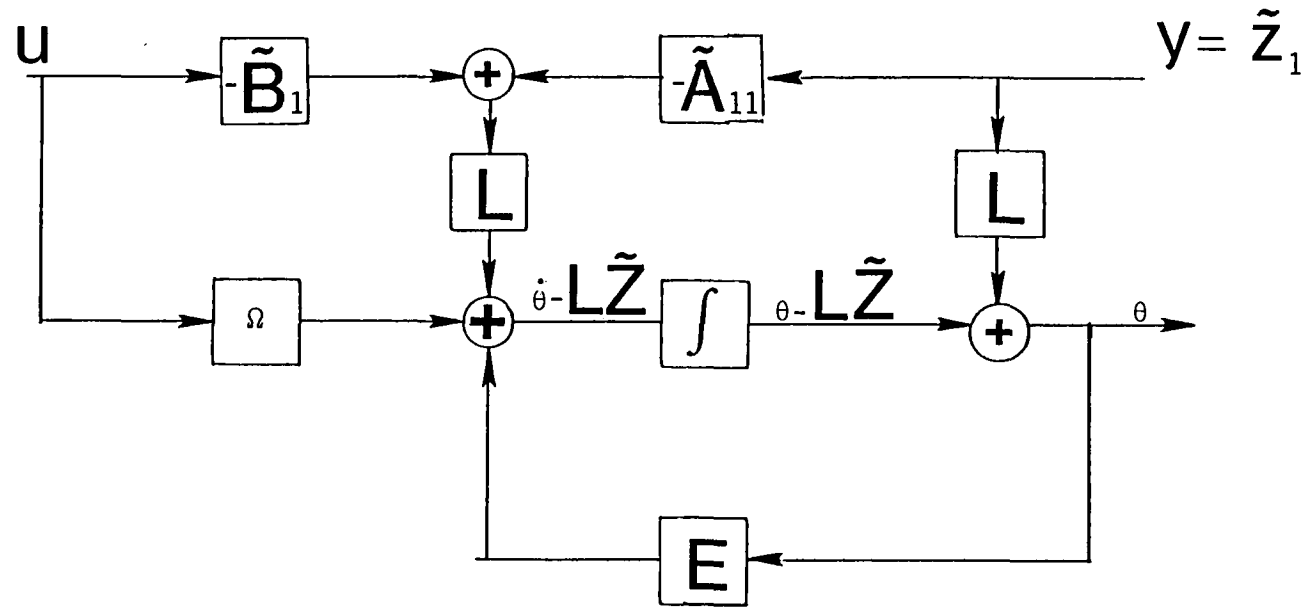 u
-B̃₁
+
-Ã₁₁
y = z̃₁
L
L
Ω
+
θ̇-LZ̃
∫
θ-LZ̃
+
θ
E